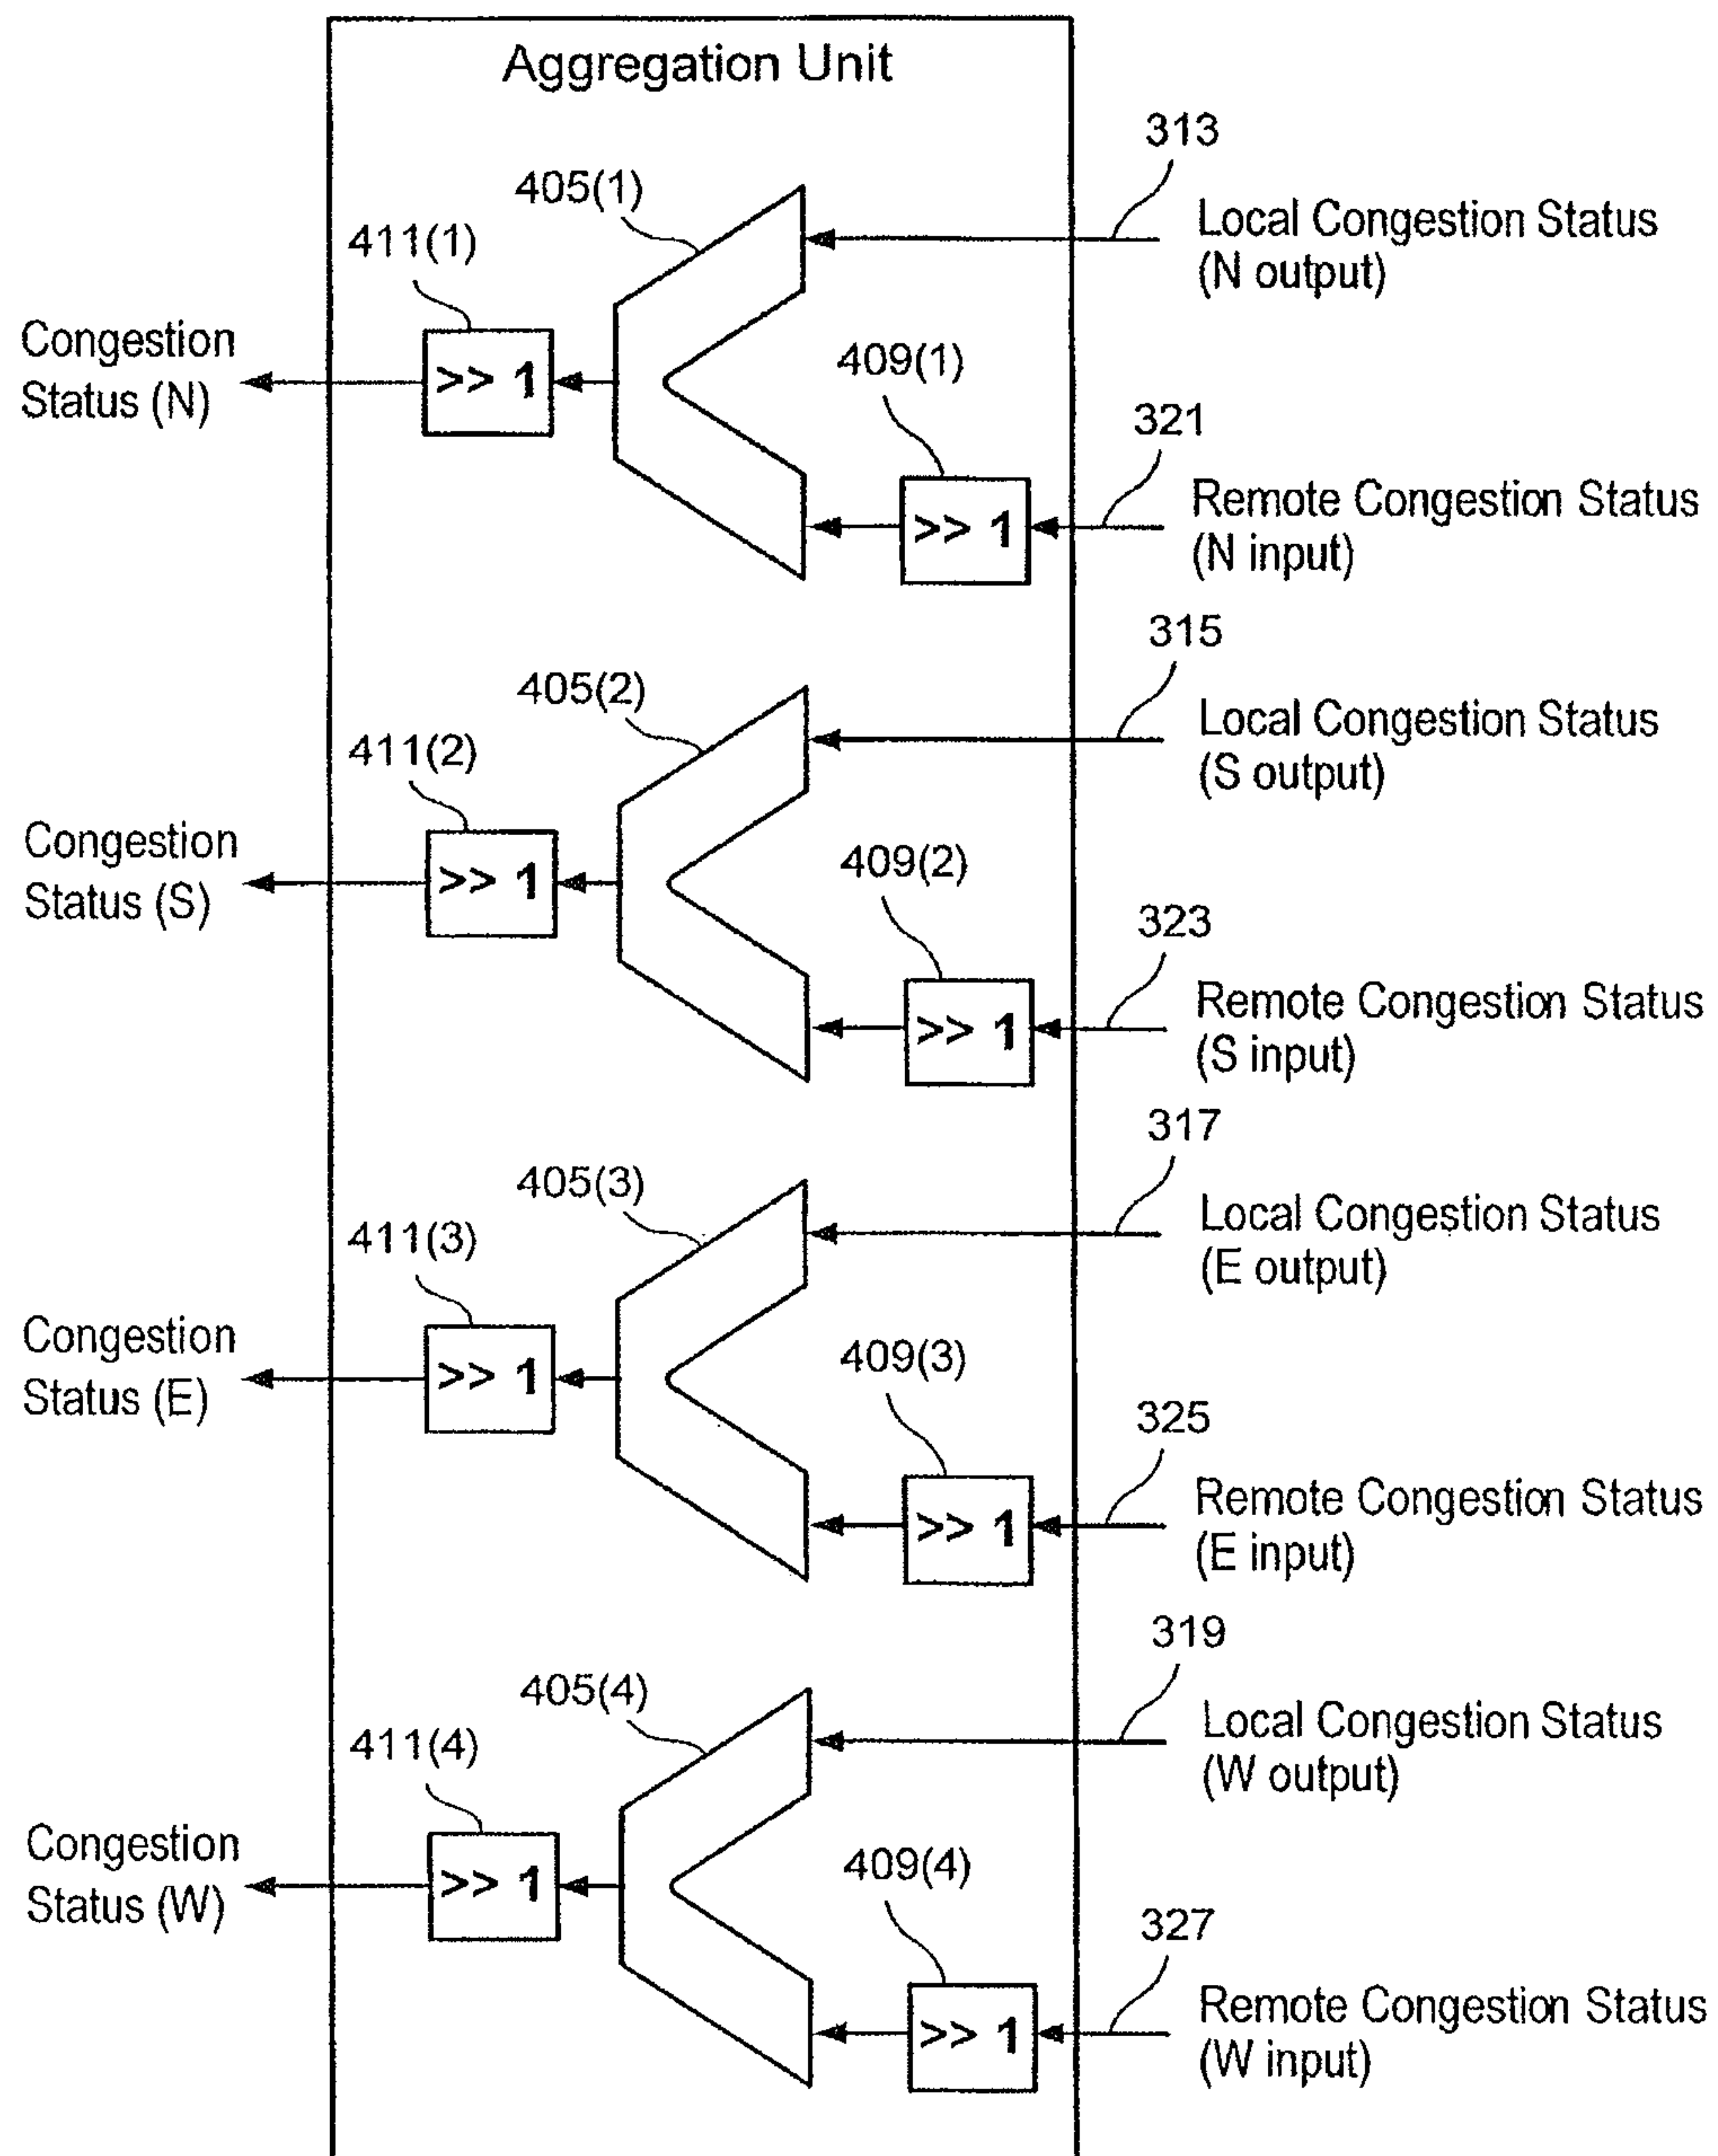 Aggregation Unit
313
405(1)
Local Congestion Status
(N output)
411(1)
Congestion
Status (N)
>> 1
409(1)
321
>> 1
Remote Congestion Status
(N input)
315
405(2)
Local Congestion Status
(S output)
411(2)
Congestion
Status (S)
>> 1
409(2)
323
>> 1
Remote Congestion Status
(S input)
317
405(3)
Local Congestion Status
(E output)
411(3)
Congestion
Status (E)
>> 1
409(3)
325
>> 1
Remote Congestion Status
(E input)
319
405(4)
Local Congestion Status
(W output)
411(4)
Congestion
Status (W)
>> 1
409(4)
327
>> 1
Remote Congestion Status
(W input)